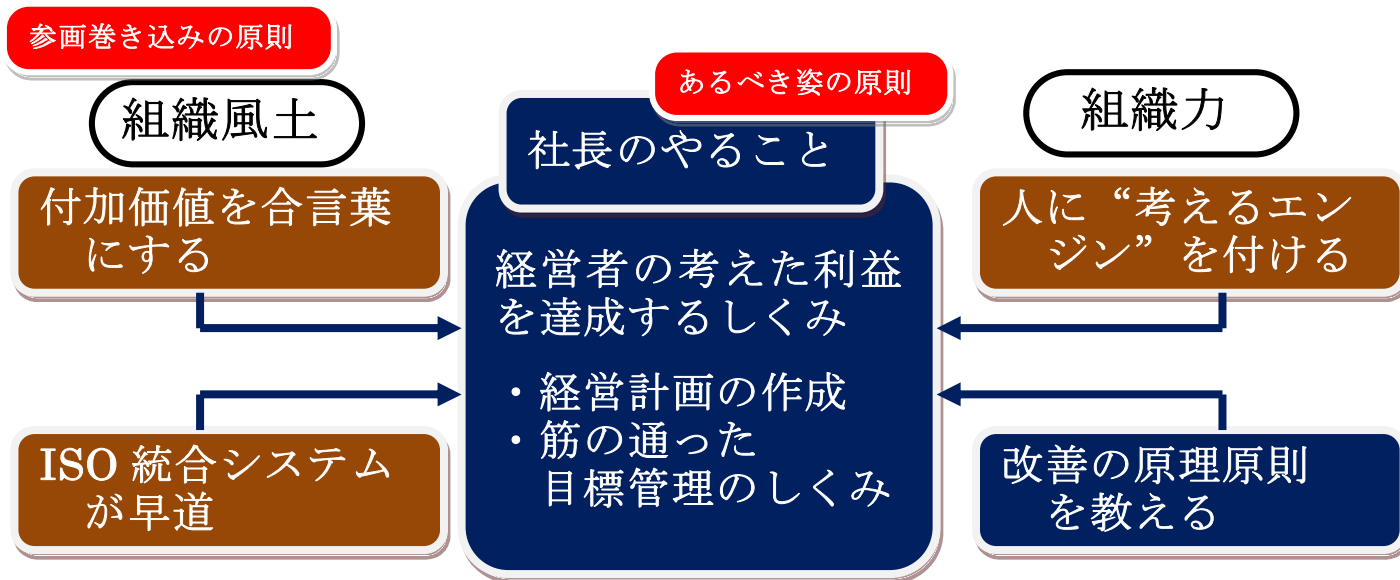 参画巻き込みの原則
組織風土
付加価値を合言葉
にする
ISO 統合システム
が早道
あるべき姿の原則
社長のやること
経営者の考えた利益
を達成するしくみ
・経営計画の作成
・筋の通った
目標管理のしくみ
組織力
人に“考えるエン
ジン”を付ける
改善の原理原則
を教える